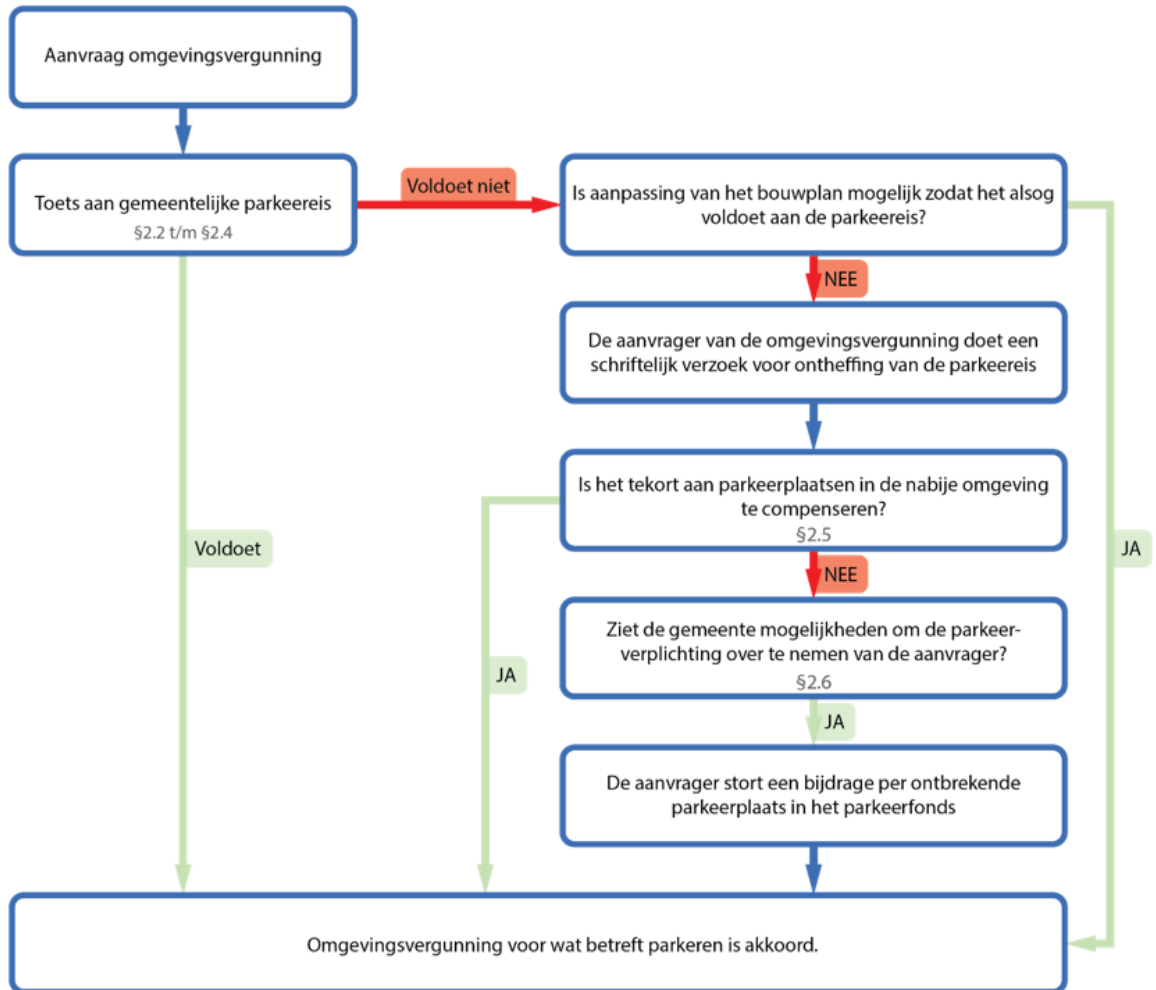 Aanvraag omgevingsvergunning
Toets aan gemeentelijke parkeereis
§2.2 t/m §2.4
Voldoet niet
Is aanpassing van het bouwplan mogelijk zodat het alsog
voldoet aan de parkeereis?
NEE
De aanvrager van de omgevingsvergunning doet een
schriftelijk verzoek voor ontheffing van de parkeereis
Is het tekort aan parkeerplaatsen in de nabije omgeving
te compenseren?
§2.5
Voldoet
JA
NEE
Ziet de gemeente mogelijkheden om de parkeer-
verplichting over te nemen van de aanvrager?
§2.6
JA
JA
De aanvrager stort een bijdrage per ontbrekende
parkeerplaats in het parkeerfonds
Omgevingsvergunning voor wat betreft parkeren is akkoord.